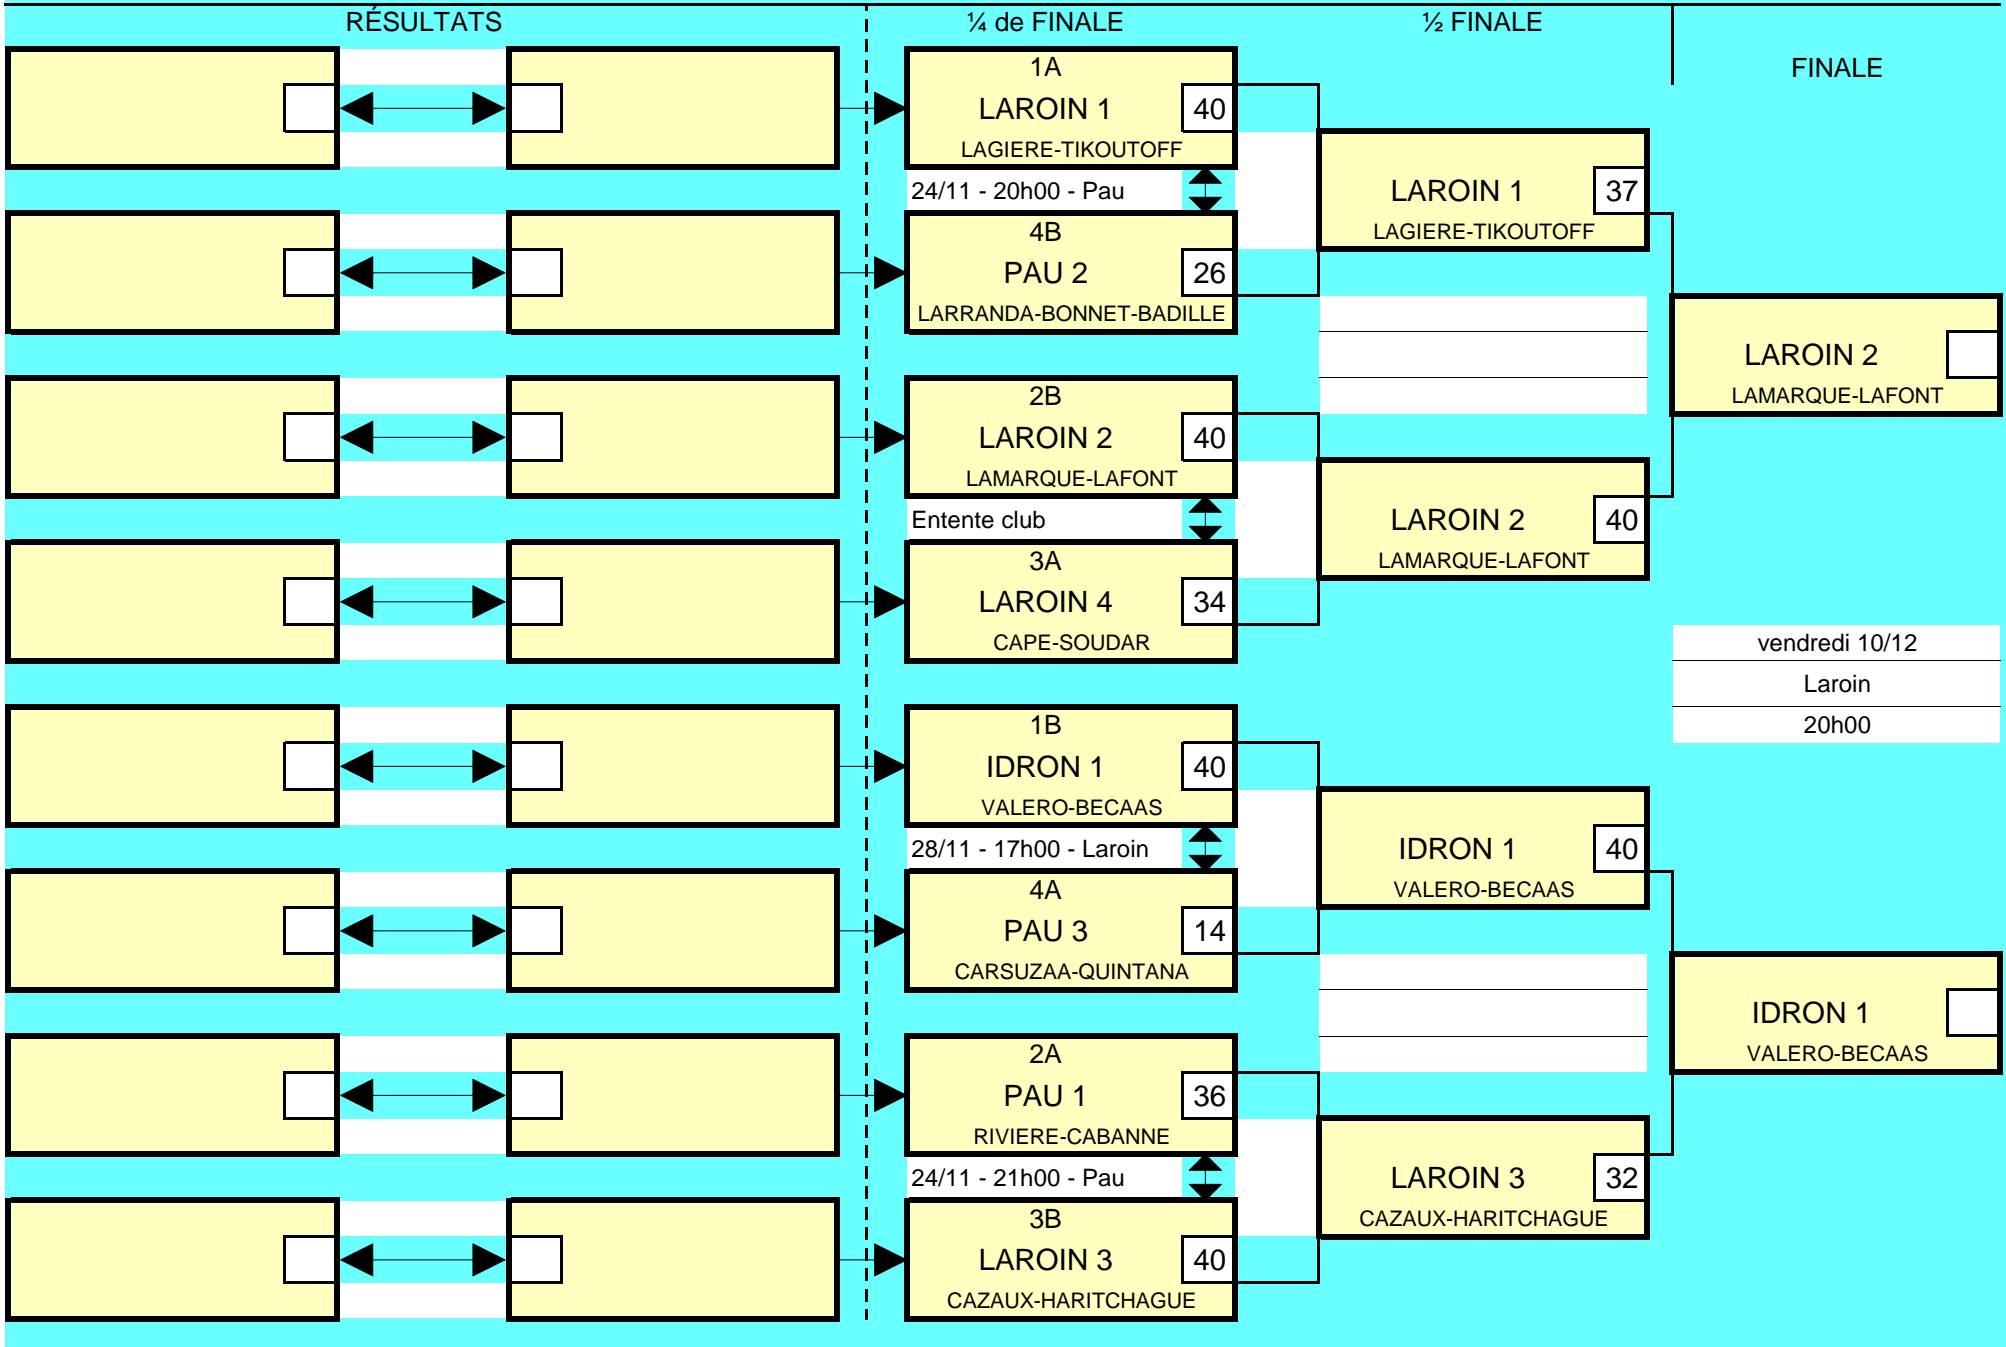 RÉSULTATS
¼ de FINALE
½ FINALE
FINALE
1A
LAROIN 1
40
LAGIERE-TIKOUTOFF
24/11 - 20h00 - Pau
4B
PAU 2
26
LARRANDA-BONNET-BADILLE
2B
LAROIN 2
40
LAMARQUE-LAFONT
Entente club
3A
LAROIN 4
34
CAPE-SOUDAR
1B
IDRON 1
40
VALERO-BECAAS
28/11 - 17h00 - Laroin
4A
PAU 3
14
CARSUZAA-QUINTANA
2A
PAU 1
36
RIVIERE-CABANNE
24/11 - 21h00 - Pau
3B
LAROIN 3
40
CAZAUX-HARITCHAGUE
LAROIN 1
37
LAGIERE-TIKOUTOFF
LAROIN 2
40
LAMARQUE-LAFONT
IDRON 1
40
VALERO-BECAAS
LAROIN 3
32
CAZAUX-HARITCHAGUE
LAROIN 2
LAMARQUE-LAFONT
vendredi 10/12
Laroin
20h00
IDRON 1
VALERO-BECAAS